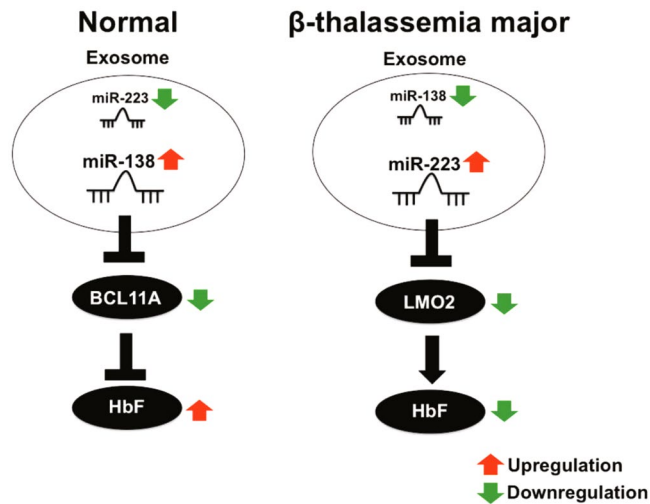 Normal
Exosome
miR-223
miR-138
BCL11A
HbF
β-thalassemia major
Exosome
miR-138
miR-223
LMO2
HbF
Upregulation
Downregulation